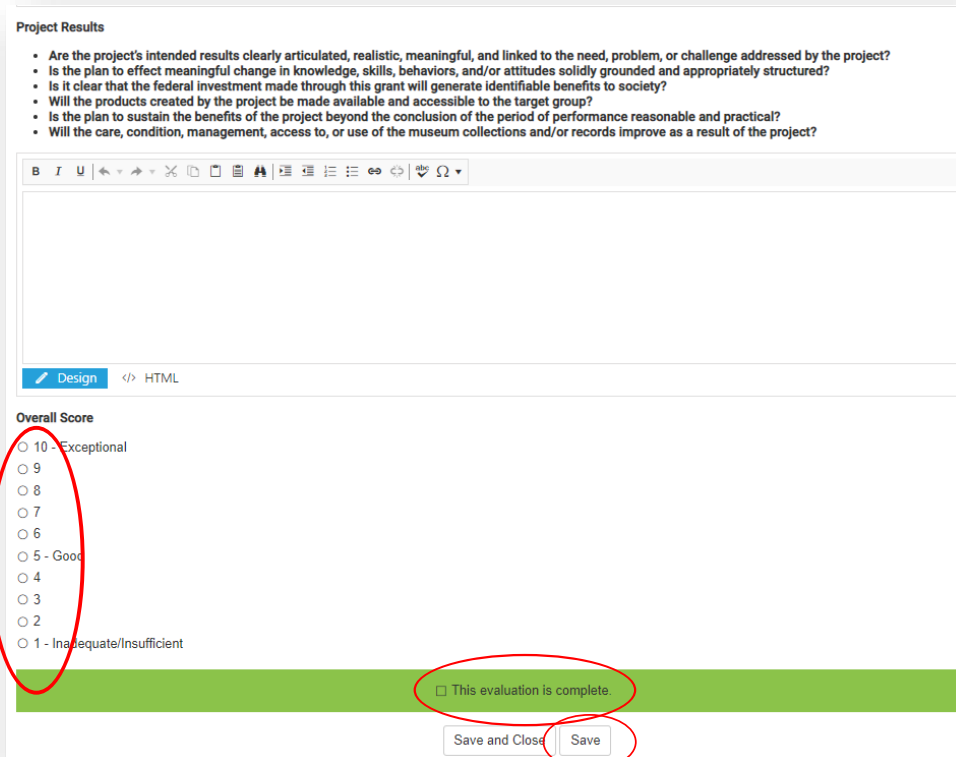 Project Results
• Are the project's intended results clearly articulated, realistic, meaningful, and linked to the need, problem, or challenge addressed by the project?
• Is the plan to effect meaningful change in knowledge, skills, behaviors, and/or attitudes solidly grounded and appropriately structured?
• Is it clear that the federal investment made through this grant will generate identifiable benefits to society?
• Will the products created by the project be made available and accessible to the target group?
• Is the plan to sustain the benefits of the project beyond the conclusion of the period of performance reasonable and practical?
• Will the care, condition, management, access to, or use of the museum collections and/or records improve as a result of the project?
B I U abc Ω
Design </> HTML
Overall Score
10 - Exceptional
9
8
7
6
5 - Good
4
3
2
1 - Inadequate/Insufficient
This evaluation is complete.
Save and Close Save